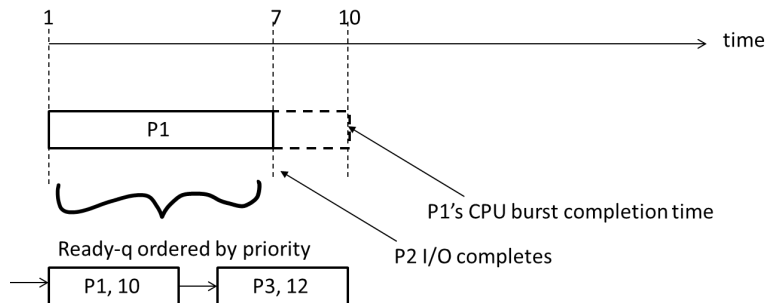 1 7 10
time
P1
P1's CPU burst completion time
P2 I/O completes
Ready-q ordered by priority
P1, 10 P3, 12